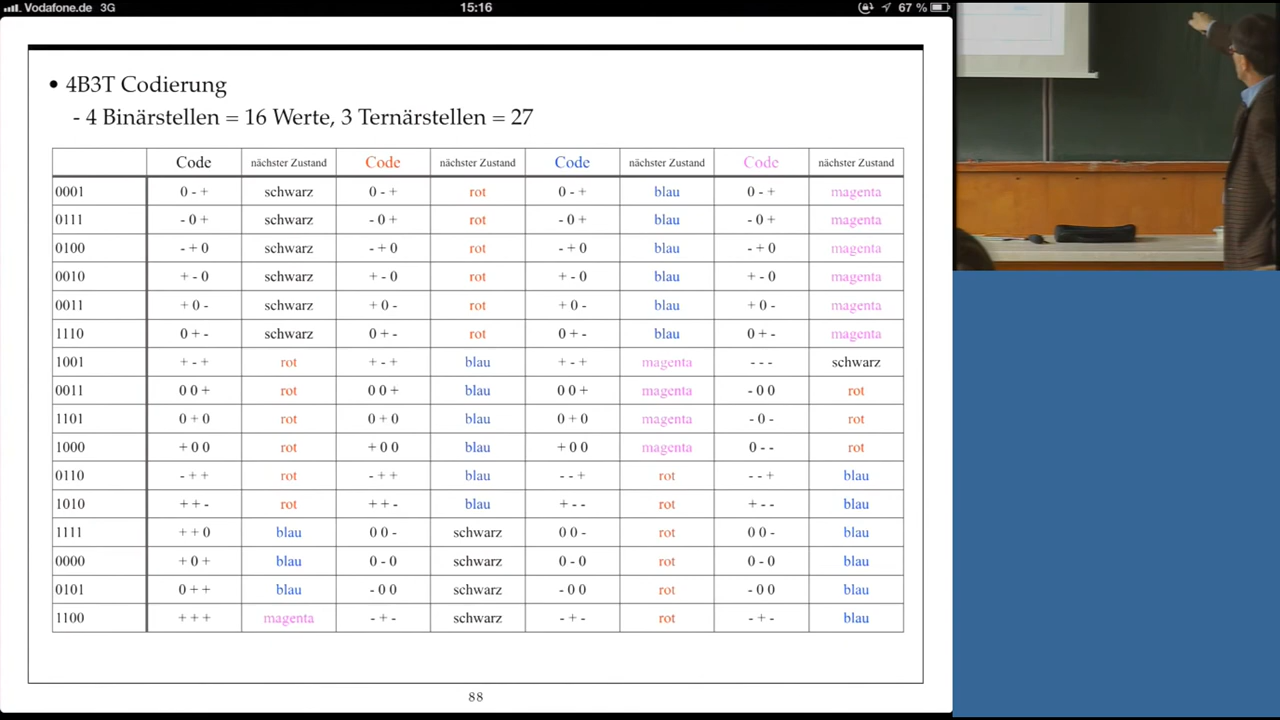 Vodafone.de 3G 15:16 67 %
• 4B3T Codierung
- 4 Binärstellen = 16 Werte, 3 Ternärstellen = 27
Code nächster Zustand Code nächster Zustand Code nächster Zustand Code nächster Zustand
0001 0 - + schwarz 0 - + rot 0 - + blau 0 - + magenta
0111 - 0 + schwarz - 0 + rot - 0 + blau - 0 + magenta
0100 - + 0 schwarz - + 0 rot - + 0 blau - + 0 magenta
0010 + - 0 schwarz + - 0 rot + - 0 blau + - 0 magenta
0011 + 0 - schwarz + 0 - rot + 0 - blau + 0 - magenta
1110 0 + - schwarz 0 + - rot 0 + - blau 0 + - magenta
1001 + - + rot + - + blau + - + magenta - - - schwarz
0011 0 0 + rot 0 0 + blau 0 0 + magenta - 0 0 rot
1101 0 + 0 rot 0 + 0 blau 0 + 0 magenta - 0 - rot
1000 + 0 0 rot + 0 0 blau + 0 0 magenta 0 - - rot
0110 - + + rot - + + blau - - + rot - - + blau
1010 + + - rot + + - blau + - - rot + - - blau
1111 + + 0 blau 0 0 - schwarz 0 0 - rot 0 0 - blau
0000 + 0 + blau 0 - 0 schwarz 0 - 0 rot 0 - 0 blau
0101 0 + + blau - 0 0 schwarz - 0 0 rot - 0 0 blau
1100 + + + magenta - + - schwarz - + - rot - + - blau
88